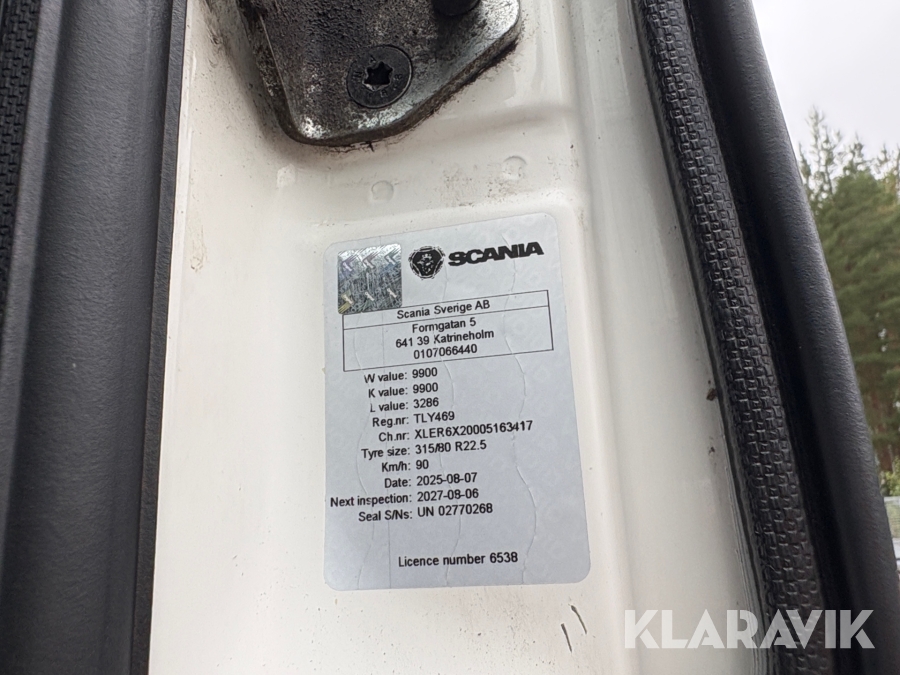 SCANIA
Scania Sverige AB
Formgatan 5
641 39 Katrineholm
0107066440
W value: 9900
K value: 9900
L value: 3286
Reg.nr: TLY469
Ch.nr: XLER6X20005163417
Tyre size: 315/80 R22.5
Km/h: 90
Date: 2025-08-07
Next inspection: 2027-08-06
Seal S/Ns: UN 02770268
Licence number 6538
KLARAVIK